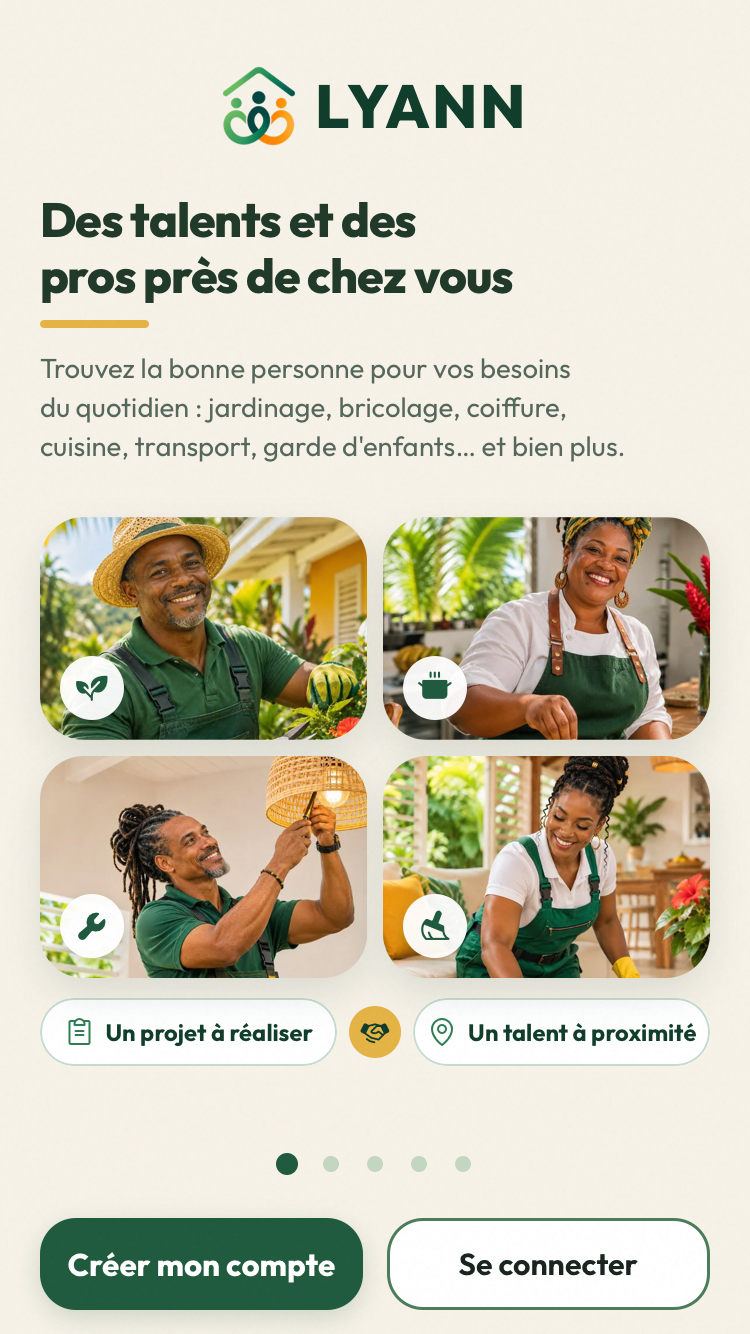 LYANN
Des talents et des
pros près de chez vous
Trouvez la bonne personne pour vos besoins
du quotidien : jardinage, bricolage, coiffure,
cuisine, transport, garde d'enfants... et bien plus.
Un projet à réaliser
Un talent à proximité
Créer mon compte
Se connecter